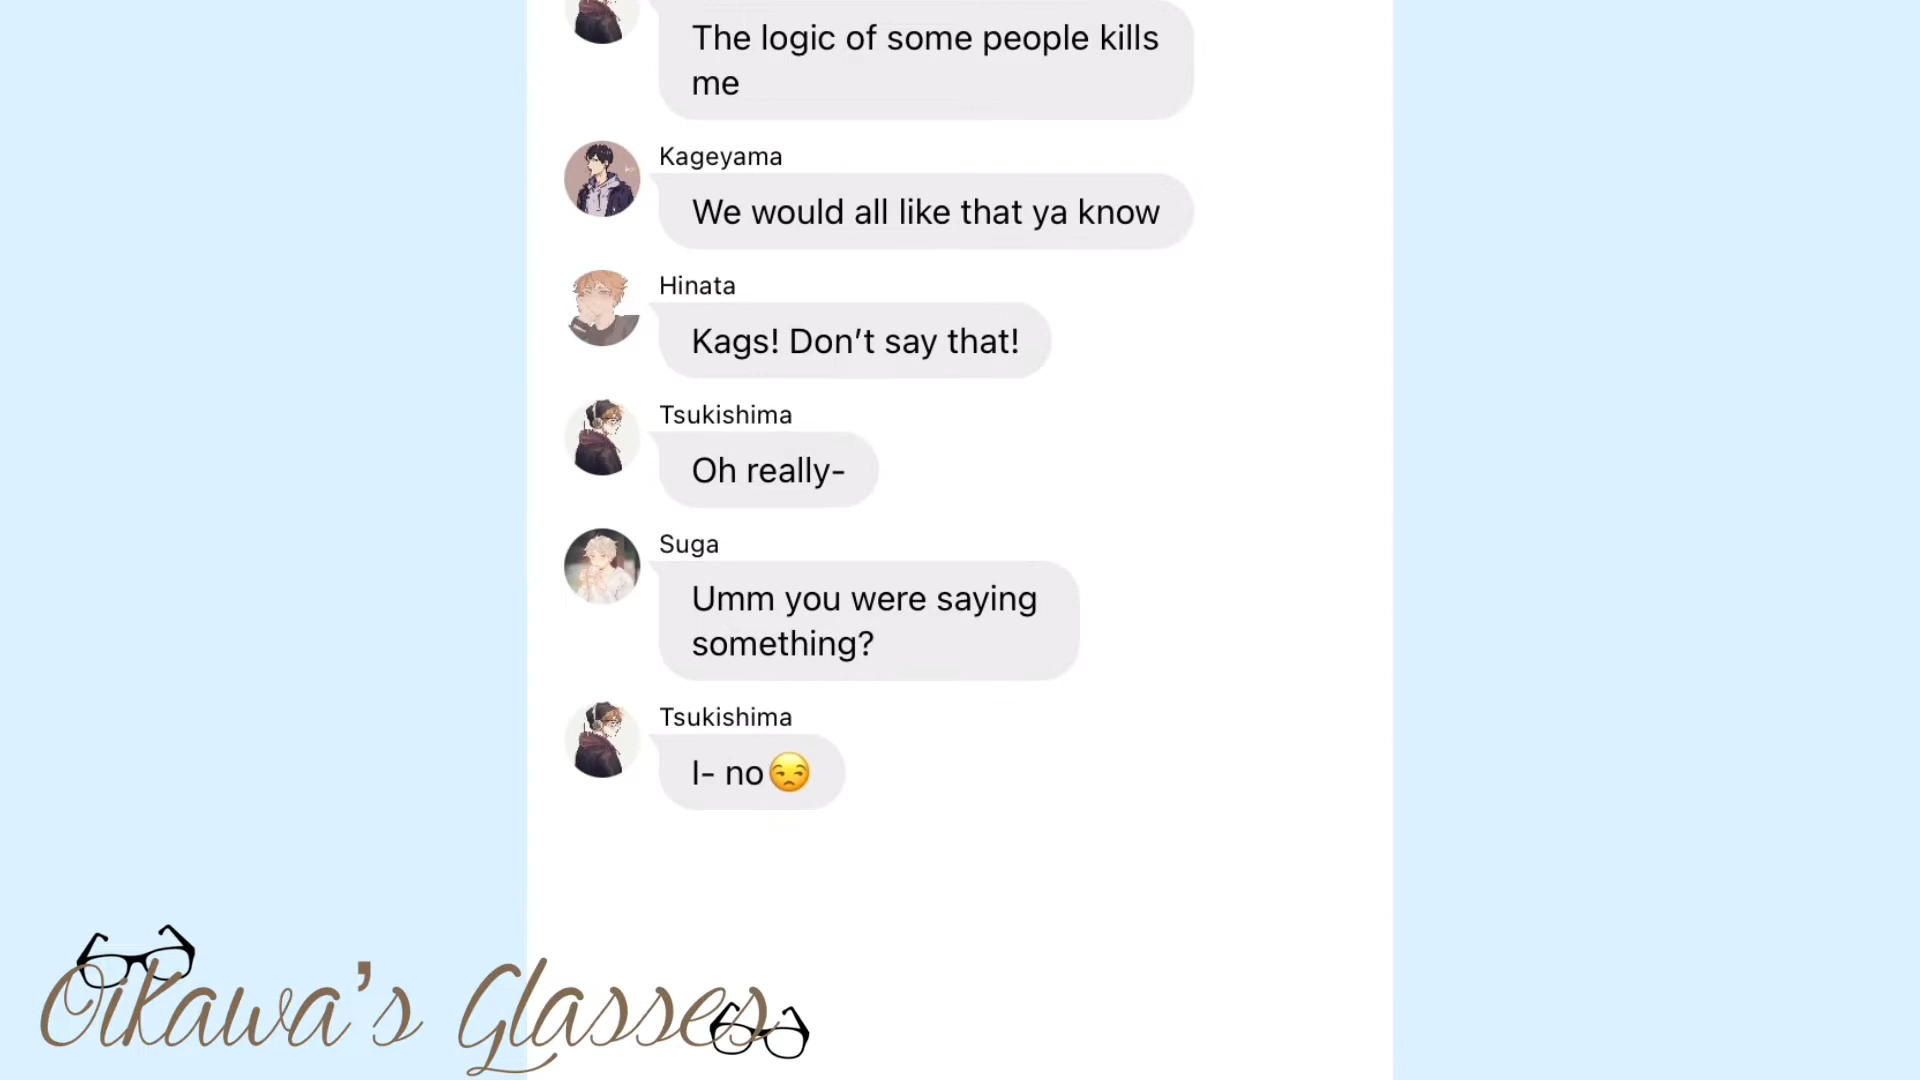 The logic of some people kills
me
Kageyama
We would all like that ya know
Hinata
Kags! Don’t say that!
Tsukishima
Oh really-
Suga
Umm you were saying
something?
Tsukishima
I- no😒
Oikawa's Glasses